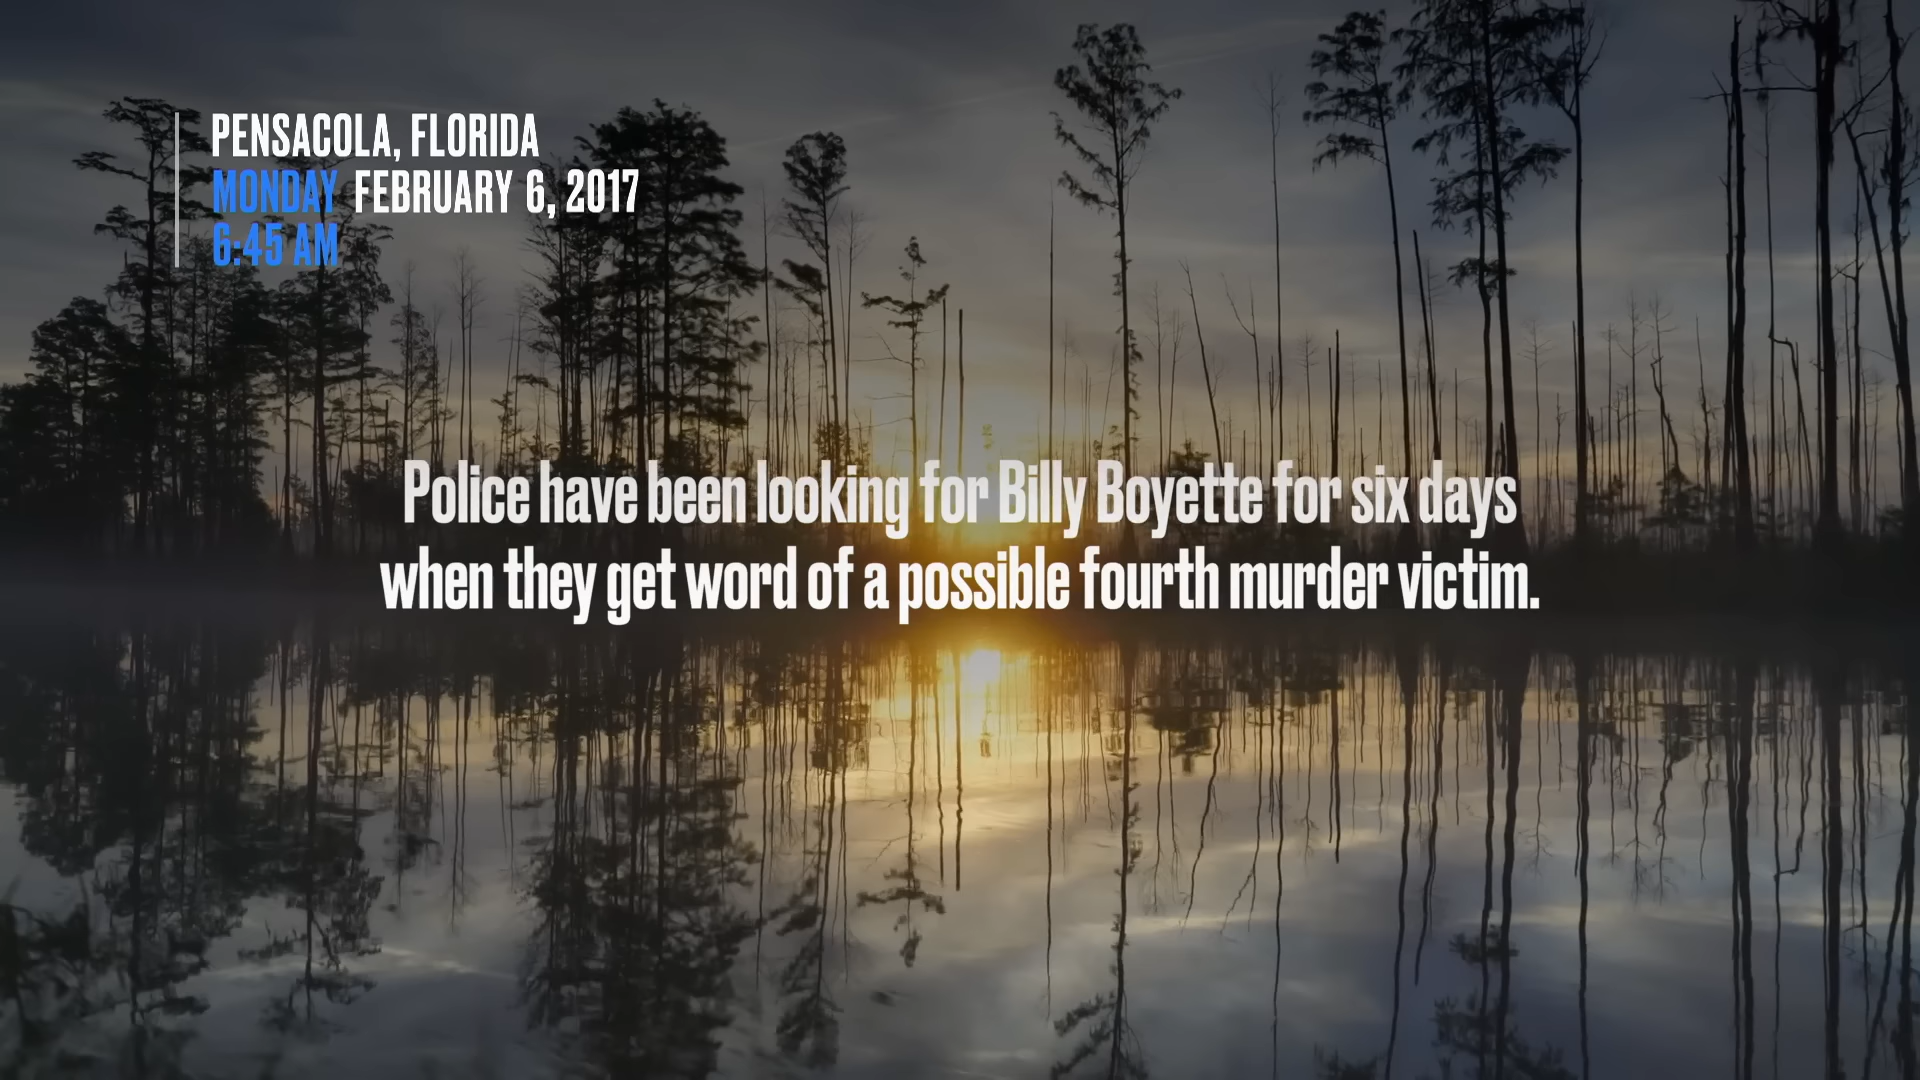 PENSACOLA, FLORIDA
MONDAY FEBRUARY 6, 2017
6:45 AM
Police have been looking for Billy Boyette for six days
when they get word of a possible fourth murder victim.